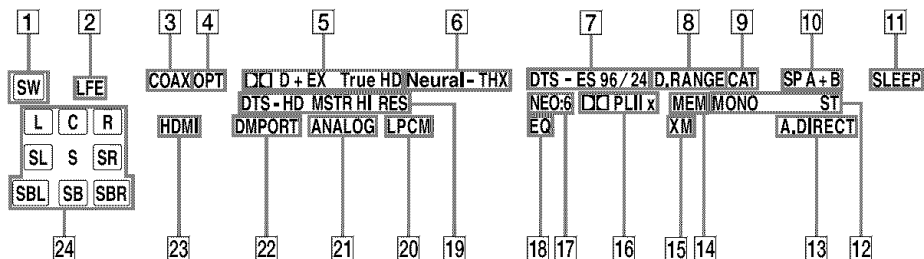 1 2 3 4 5 6 7 8 9 10 11
SW LFE COAX OPT D + EX True HD Neural - THX DTS - ES 96 / 24 D.RANGE CAT SP A + B SLEEP
DTS - HD MSTR HI RES NEO:6 PLII x MEM MONO ST
L C R HDMI DMPORT ANALOG LPCM EQ XM A.DIRECT
SL S SR
SBL SB SBR
24 23 22 21 20 19 18 17 16 15 14 13 12